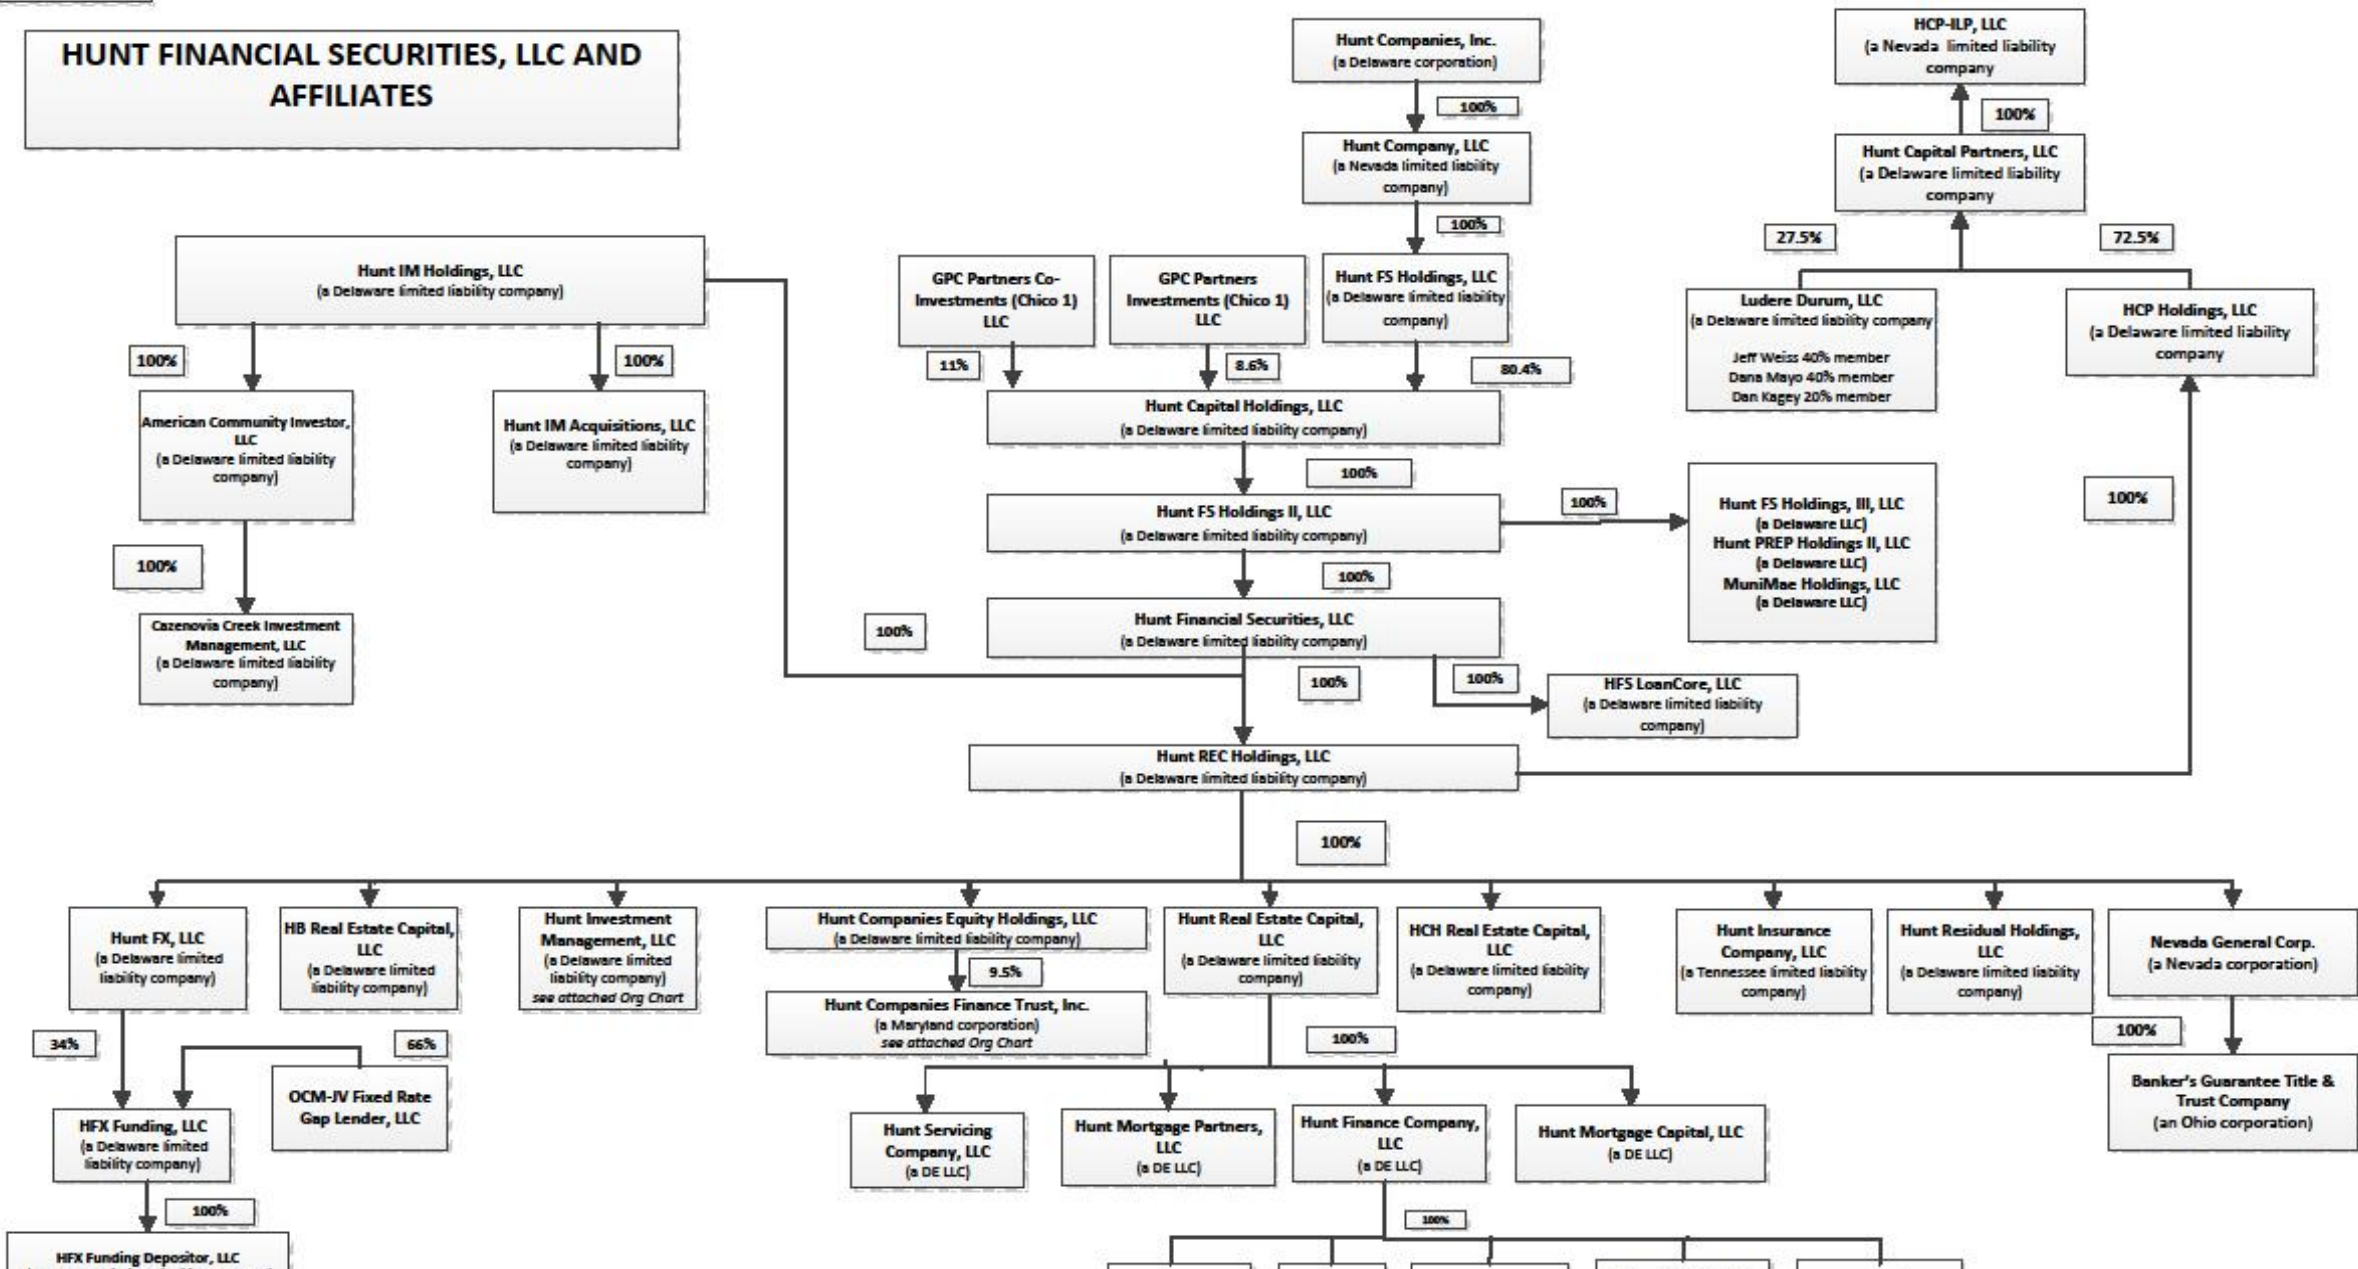 HUNT FINANCIAL SECURITIES, LLC AND
AFFILIATES
Hunt Companies, Inc.
(a Delaware corporation)
100%
Hunt Company, LLC
(a Nevada limited liability
company)
100%
HCP-ILP, LLC
(a Nevada limited liability
company
100%
Hunt Capital Partners, LLC
(a Delaware limited liability
company
27.5%
72.5%
Hunt IM Holdings, LLC
(a Delaware limited liability company)
GPC Partners Co-
Investments (Chico 1)
LLC
GPC Partners
Investments (Chico 1)
LLC
Hunt FS Holdings, LLC
(a Delaware limited liability
company)
Ludere Durum, LLC
(a Delaware limited liability company
Jeff Weiss 40% member
Dana Mayo 40% member
Dan Kagey 20% member
HCP Holdings, LLC
(a Delaware limited liability
company
100%
100%
11%
8.6%
80.4%
American Community Investor,
LLC
(a Delaware limited liability
company)
Hunt IM Acquisitions, LLC
(a Delaware limited liability
company)
Hunt Capital Holdings, LLC
(a Delaware limited liability company)
100%
100%
Hunt FS Holdings II, LLC
(a Delaware limited liability company)
100%
Hunt FS Holdings, III, LLC
(a Delaware LLC)
Hunt PREP Holdings II, LLC
(a Delaware LLC)
MuniMae Holdings, LLC
(a Delaware LLC)
100%
100%
Cazenovia Creek Investment
Management, LLC
(a Delaware limited liability
company)
100%
Hunt Financial Securities, LLC
(a Delaware limited liability company)
100%
100%
HFS LoanCore, LLC
(a Delaware limited liability
company)
Hunt REC Holdings, LLC
(a Delaware limited liability company)
100%
Hunt FX, LLC
(a Delaware limited
liability company)
HB Real Estate Capital,
LLC
(a Delaware limited
liability company)
Hunt Investment
Management, LLC
(a Delaware limited
liability company)
see attached Org Chart
Hunt Companies Equity Holdings, LLC
(a Delaware limited liability company)
9.5%
Hunt Companies Finance Trust, Inc.
(a Maryland corporation)
see attached Org Chart
Hunt Real Estate Capital,
LLC
(a Delaware limited liability
company)
HCH Real Estate Capital,
LLC
(a Delaware limited liability
company)
Hunt Insurance
Company, LLC
(a Tennessee limited liability
company)
Hunt Residual Holdings,
LLC
(a Delaware limited liability
company)
Nevada General Corp.
(a Nevada corporation)
34%
66%
100%
100%
OCM-JV Fixed Rate
Gap Lender, LLC
HFX Funding, LLC
(a Delaware limited
liability company)
Hunt Servicing
Company, LLC
(a DE LLC)
Hunt Mortgage Partners,
LLC
(a DE LLC)
Hunt Finance Company,
LLC
(a DE LLC)
Hunt Mortgage Capital, LLC
(a DE LLC)
Banker's Guarantee Title &
Trust Company
(an Ohio corporation)
100%
100%
HFX Funding Depositor, LLC